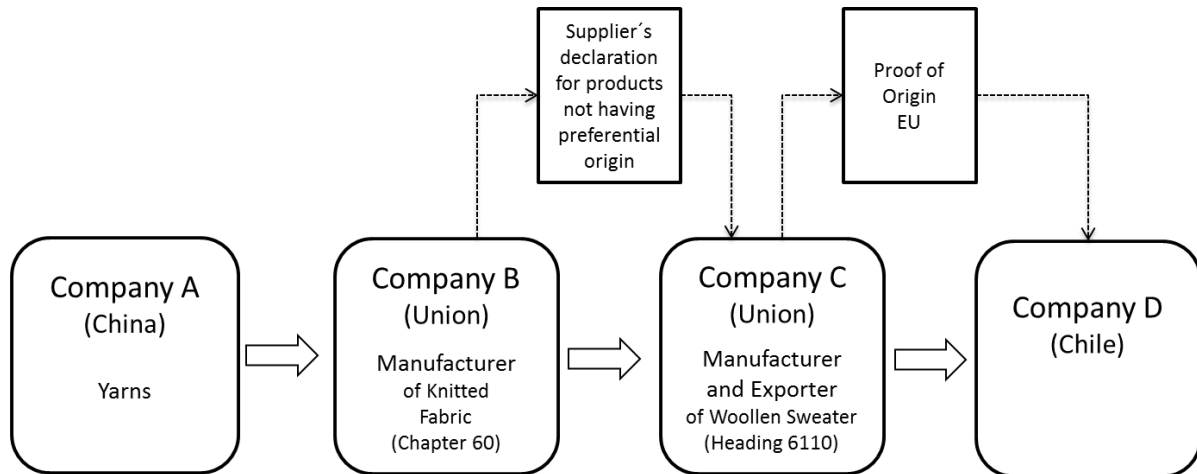 Supplier´s
declaration
for products
not having
preferential
origin
Proof of
Origin
EU
Company A
(China)
Yarns
Company B
(Union)
Manufacturer
of Knitted
Fabric
(Chapter 60)
Company C
(Union)
Manufacturer
and Exporter
of Woollen Sweater
(Heading 6110)
Company D
(Chile)